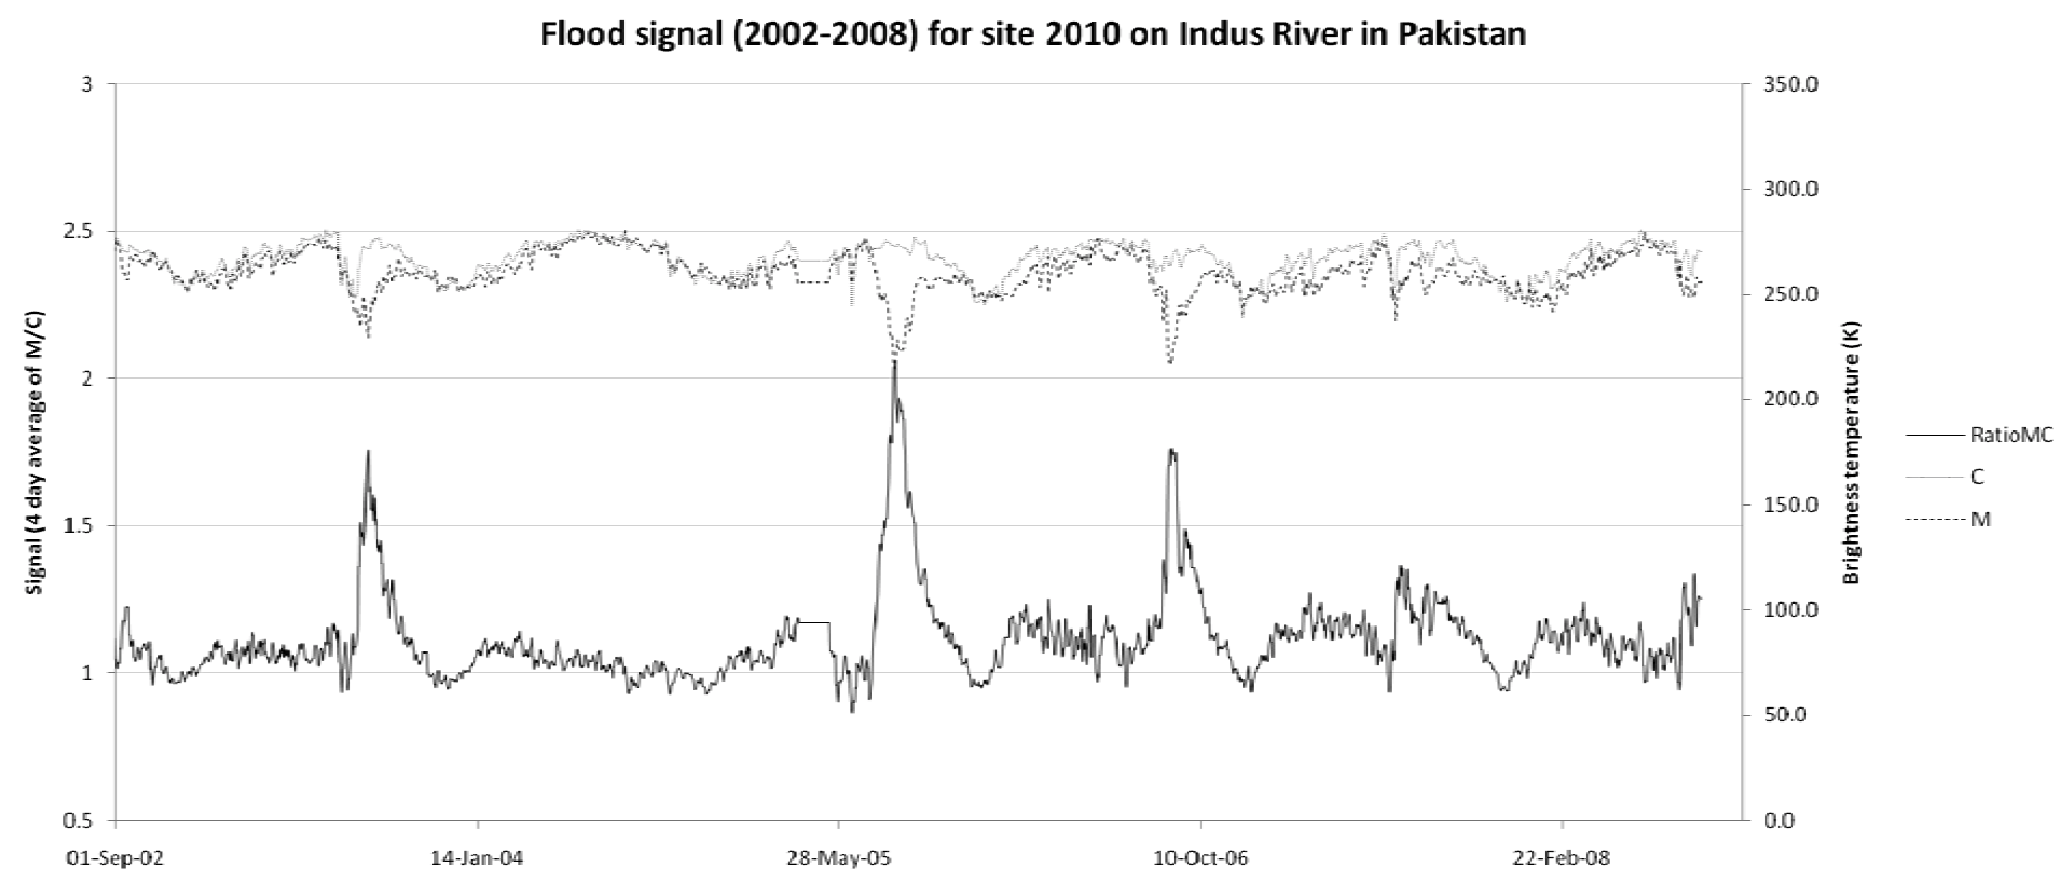 Flood signal (2002-2008) for site 2010 on Indus River in Pakistan
Signal (4 day average of M/C)
3
2.5
2
1.5
1
0.5
350.0
300.0
250.0
200.0
150.0
100.0
50.0
0.0
Brightness temperature (K)
RatioMC
C
M
01-Sep-02
14-Jan-04
28-May-05
10-Oct-06
22-Feb-08